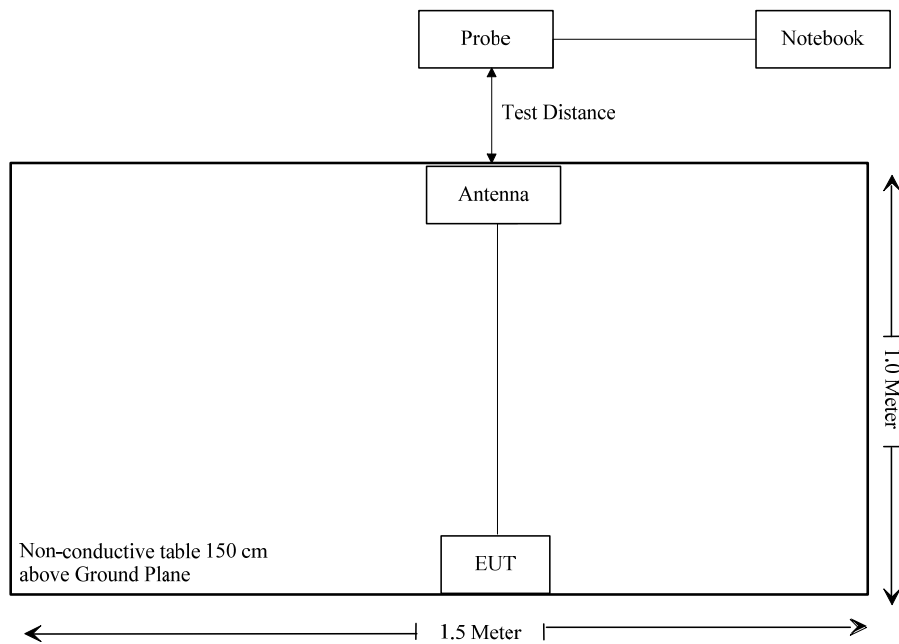 Probe
Notebook
Test Distance
Antenna
1.0 Meter
Non-conductive table 150 cm
above Ground Plane
EUT
1.5 Meter